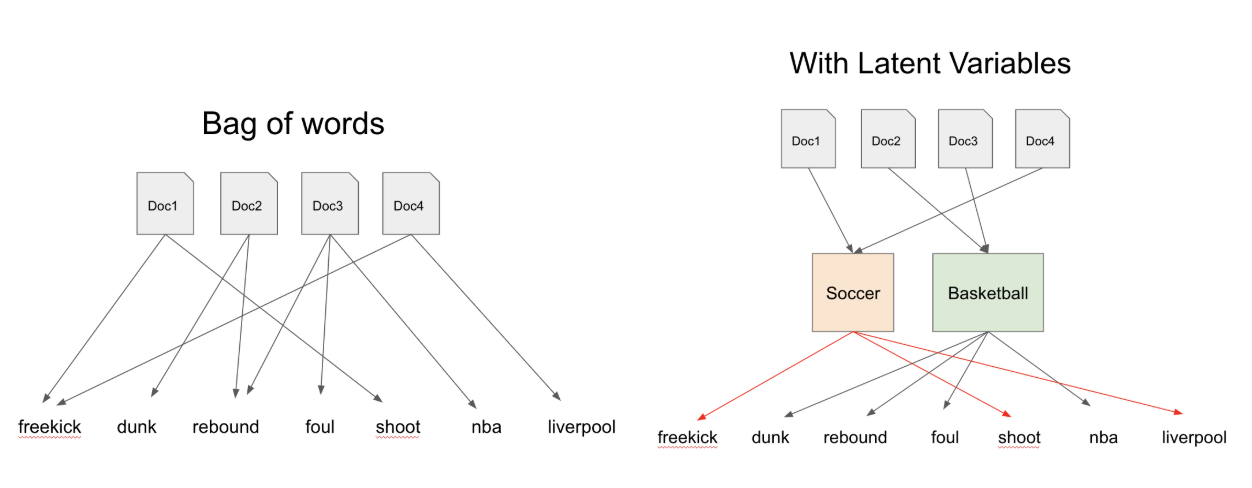 Bag of words
Doc1 Doc2 Doc3 Doc4
freekick dunk rebound foul shoot nba liverpool
With Latent Variables
Doc1 Doc2 Doc3 Doc4
Soccer Basketball
freekick dunk rebound foul shoot nba liverpool